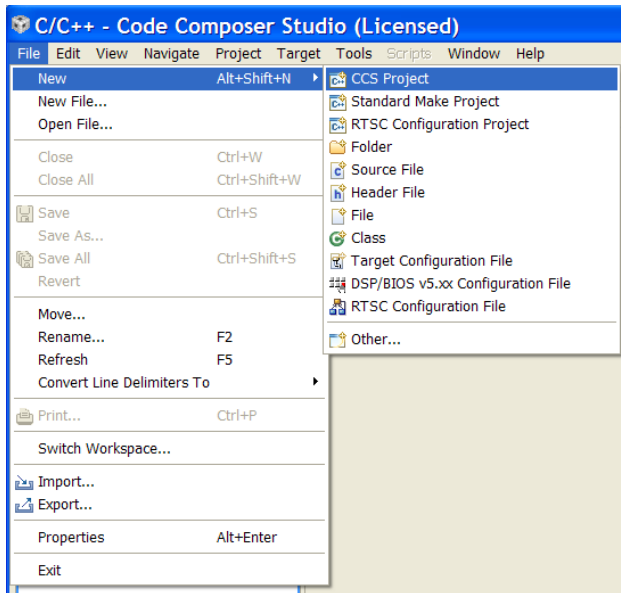 C/C++ - Code Composer Studio (Licensed)
File Edit View Navigate Project Target Tools Scripts Window Help
New Alt+Shift+N
New File...
Open File...
Close Ctrl+W
Close All Ctrl+Shift+W
Save Ctrl+S
Save As...
Save All Ctrl+Shift+S
Revert
Move...
Rename... F2
Refresh F5
Convert Line Delimiters To
Print... Ctrl+P
Switch Workspace...
Import...
Export...
Properties Alt+Enter
Exit
CCS Project
Standard Make Project
RTSC Configuration Project
Folder
Source File
Header File
File
Class
Target Configuration File
DSP/BIOS v5.xx Configuration File
RTSC Configuration File
Other...